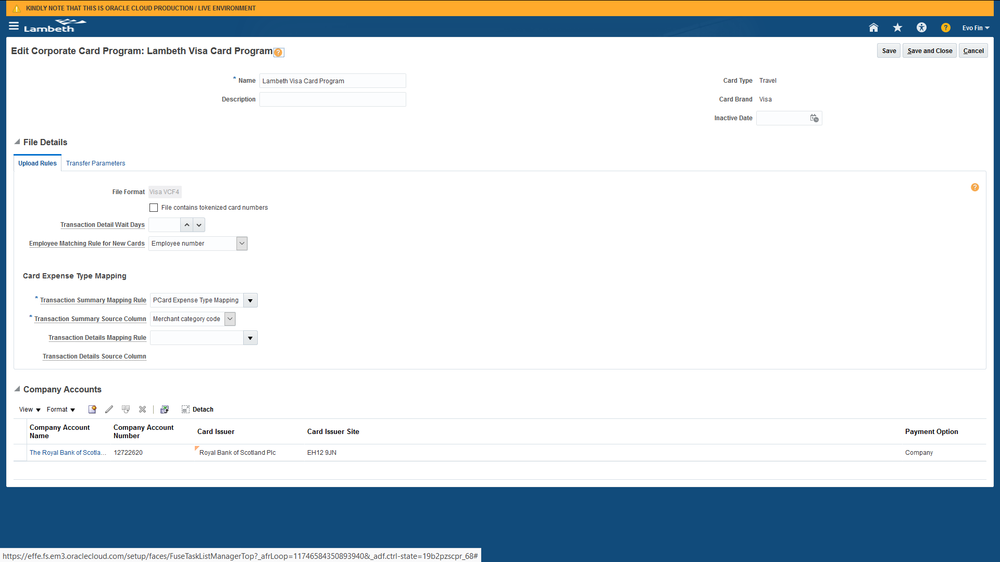 KINDLY NOTE THAT THIS IS ORACLE CLOUD PRODUCTION / LIVE ENVIRONMENT
Lambeth
Evo Fin
Edit Corporate Card Program: Lambeth Visa Card Program
Save
Save and Close
Cancel
* Name
Lambeth Visa Card Program
Card Type
Travel
Description
Card Brand
Visa
Inactive Date
File Details
Upload Rules
Transfer Parameters
File Format
Visa VCF4
File contains tokenized card numbers
Transaction Detail Wait Days
Employee Matching Rule for New Cards
Employee number
Card Expense Type Mapping
* Transaction Summary Mapping Rule
PCard Expense Type Mapping
* Transaction Summary Source Column
Merchant category code
Transaction Details Mapping Rule
Transaction Details Source Column
Company Accounts
View
Format
Detach
Company Account Name
Company Account Number
Card Issuer
Card Issuer Site
Payment Option
The Royal Bank of Scotla...
12722620
Royal Bank of Scotland Plc
EH12 9JN
Company
https://effe.fs.em3.oraclecloud.com/setup/faces/FuseTaskListManagerTop?_afrLoop=11746584350893940&_adf.ctrl-state=19b2pzscpr_68#